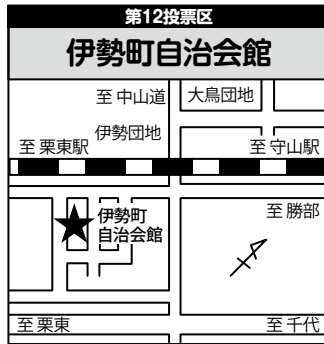 第12投票区
伊勢町自治会館
至 中山道
大鳥団地
伊勢団地
至 栗東駅
至 守山駅
伊勢町
自治会館
至 勝部
至 栗東
至 千代